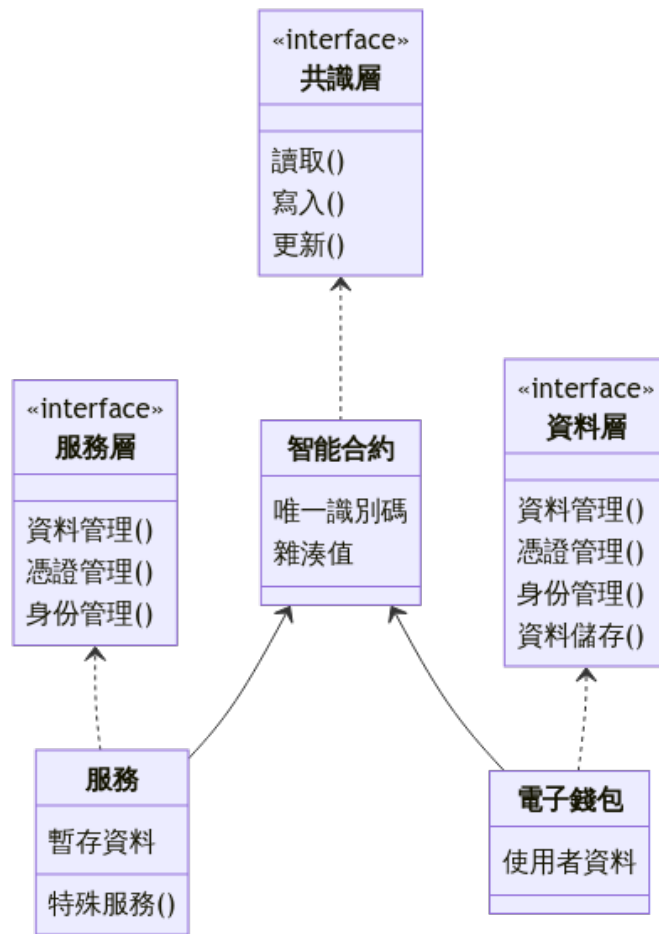 «interface»
共識層
讀取()
寫入()
更新()
«interface»
服務層
資料管理()
憑證管理()
身份管理()
智能合約
唯一識別碼
雜湊值
«interface»
資料層
資料管理()
憑證管理()
身份管理()
資料儲存()
服務
暫存資料
特殊服務()
電子錢包
使用者資料